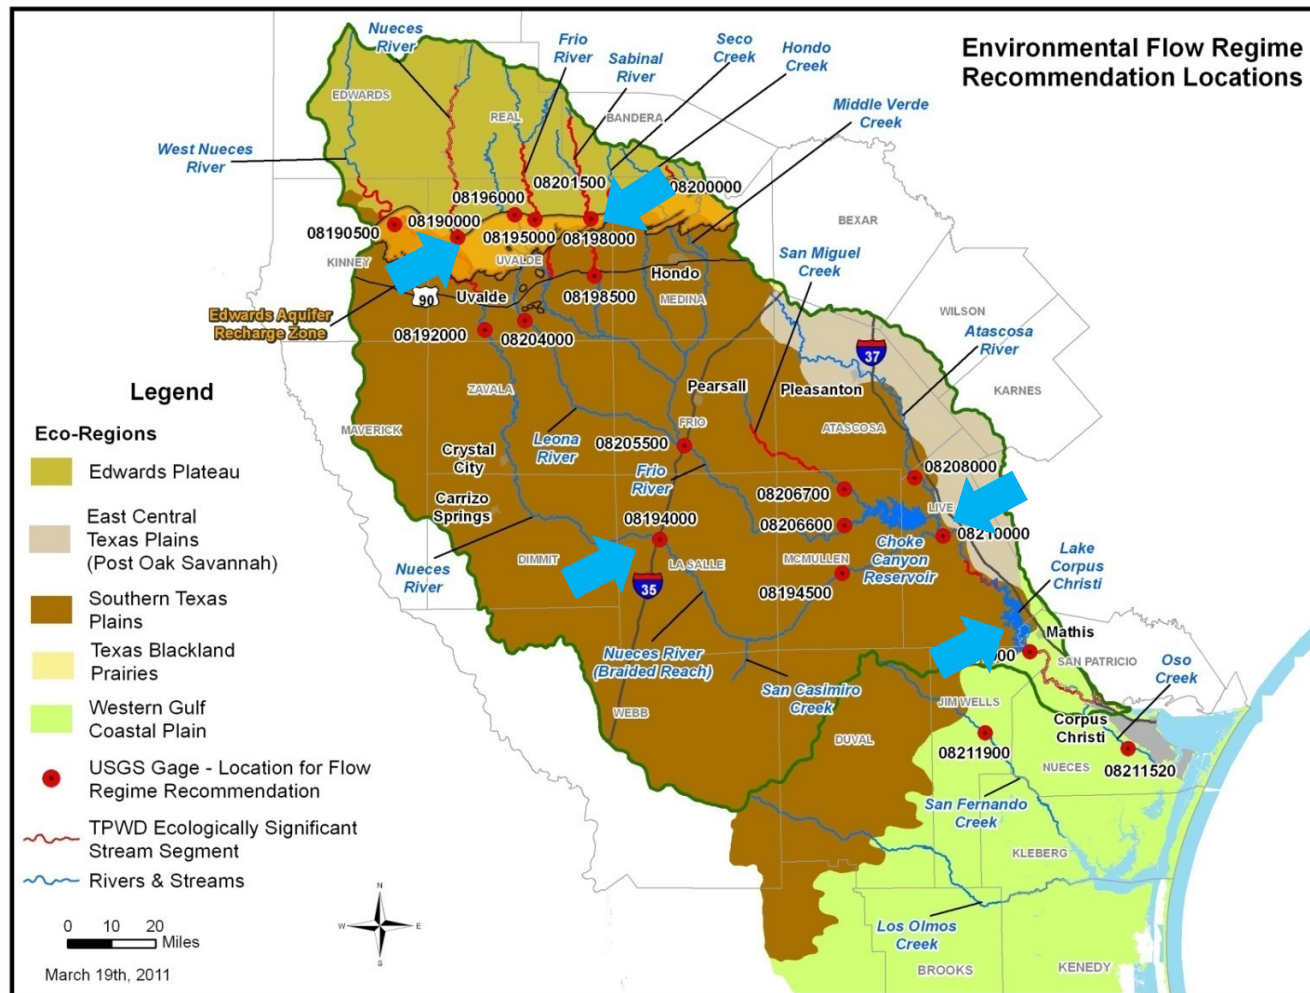 Environmental Flow Regime
Recommendation Locations
Nueces
River
Frio
River
Sabinal
River
Seco
Creek
Hondo
Creek
Middle Verde
Creek
West Nueces
River
EDWARDS
REAL
BANDERA
08201500
08200000
08196000
08190000
08190500
08195000
08198000
KINNEY
UVALDE
BEXAR
San Miguel
Creek
Hondo
MEDINA
90
Uvalde
08198500
Edwards Aquifer
Recharge Zone
08192000
08204000
WILSON
Atascosa
River
37
KARNES
Pearsall
Pleasanton
ZAVALA
MAVERICK
FRIO
ATASCOSA
Leona
River
08205500
Crystal
City
Frio
River
08208000
Carrizo
Springs
08206700
LIVE
08194000
08206600
08210000
Choke
Canyon
Reservoir
Lake
Corpus
Christi
DIMMIT
LA SALLE
MCMULLEN
Nueces
River
35
08194500
Mathis
Nueces River
(Braided Reach)
SAN PATRICIO
Oso
Creek
San Casimiro
Creek
JIM WELLS
WEBB
DUVAL
Corpus
Christi
08211900
NUECES
08211520
San Fernando
Creek
KLEBERG
Los Olmos
Creek
BROOKS
KENEDY
Legend
Eco-Regions
Edwards Plateau
East Central
Texas Plains
(Post Oak Savannah)
Southern Texas
Plains
Texas Blackland
Prairies
Western Gulf
Coastal Plain
USGS Gage - Location for Flow
Regime Recommendation
TPWD Ecologically Significant
Stream Segment
Rivers & Streams
0 10 20
Miles
N
W E
S
March 19th, 2011